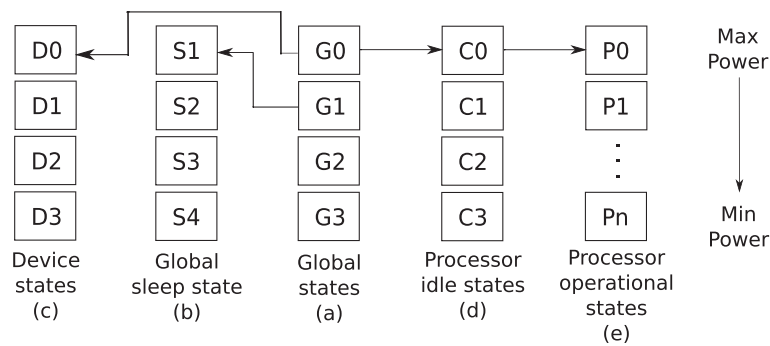 D0 S1 G0 C0 P0
D1 S2 G1 C1 P1
D2 S3 G2 C2
D3 S4 G3 C3 Pn
Max
Power
Min
Power
Device
states
(c)
Global
sleep state
(b)
Global
states
(a)
Processor
idle states
(d)
Processor
operational
states
(e)